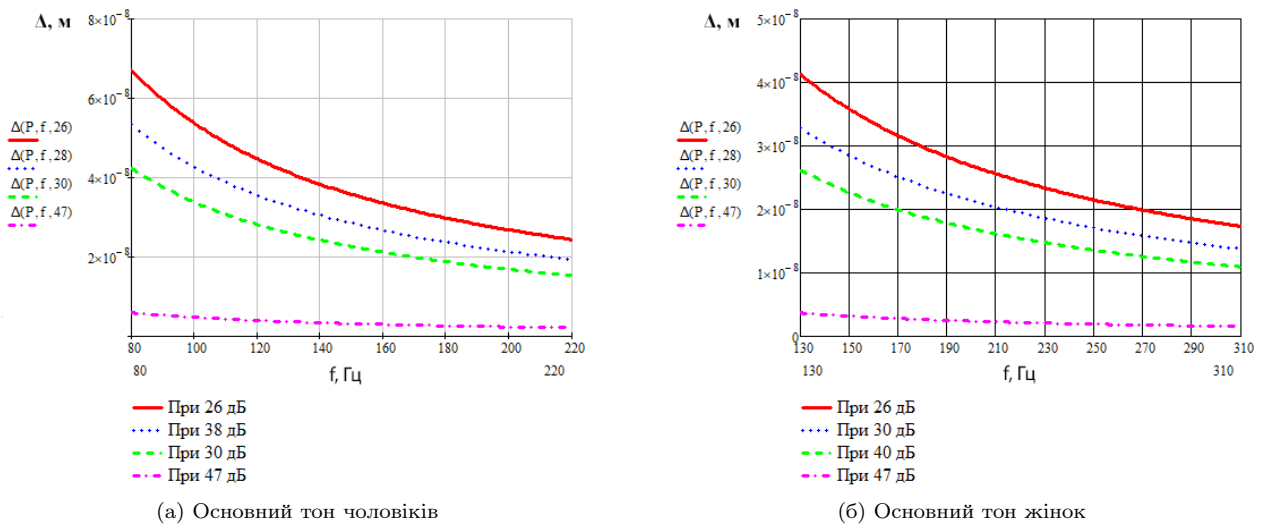 Δ, м
8×10⁻⁸
6×10⁻⁸
4×10⁻⁸
2×10⁻⁸
Δ(P,f,26)
Δ(P,f,28)
Δ(P,f,30)
Δ(P,f,47)
80 100 120 140 160 180 200 220
80 220
f, Гц
При 26 дБ
При 38 дБ
При 30 дБ
При 47 дБ
(а) Основний тон чоловіків
Δ, м
5×10⁻⁸
4×10⁻⁸
3×10⁻⁸
2×10⁻⁸
1×10⁻⁸
0
Δ(P,f,26)
Δ(P,f,28)
Δ(P,f,30)
Δ(P,f,47)
130 150 170 190 210 230 250 270 290 310
130 310
f, Гц
При 26 дБ
При 30 дБ
При 40 дБ
При 47 дБ
(б) Основний тон жінок